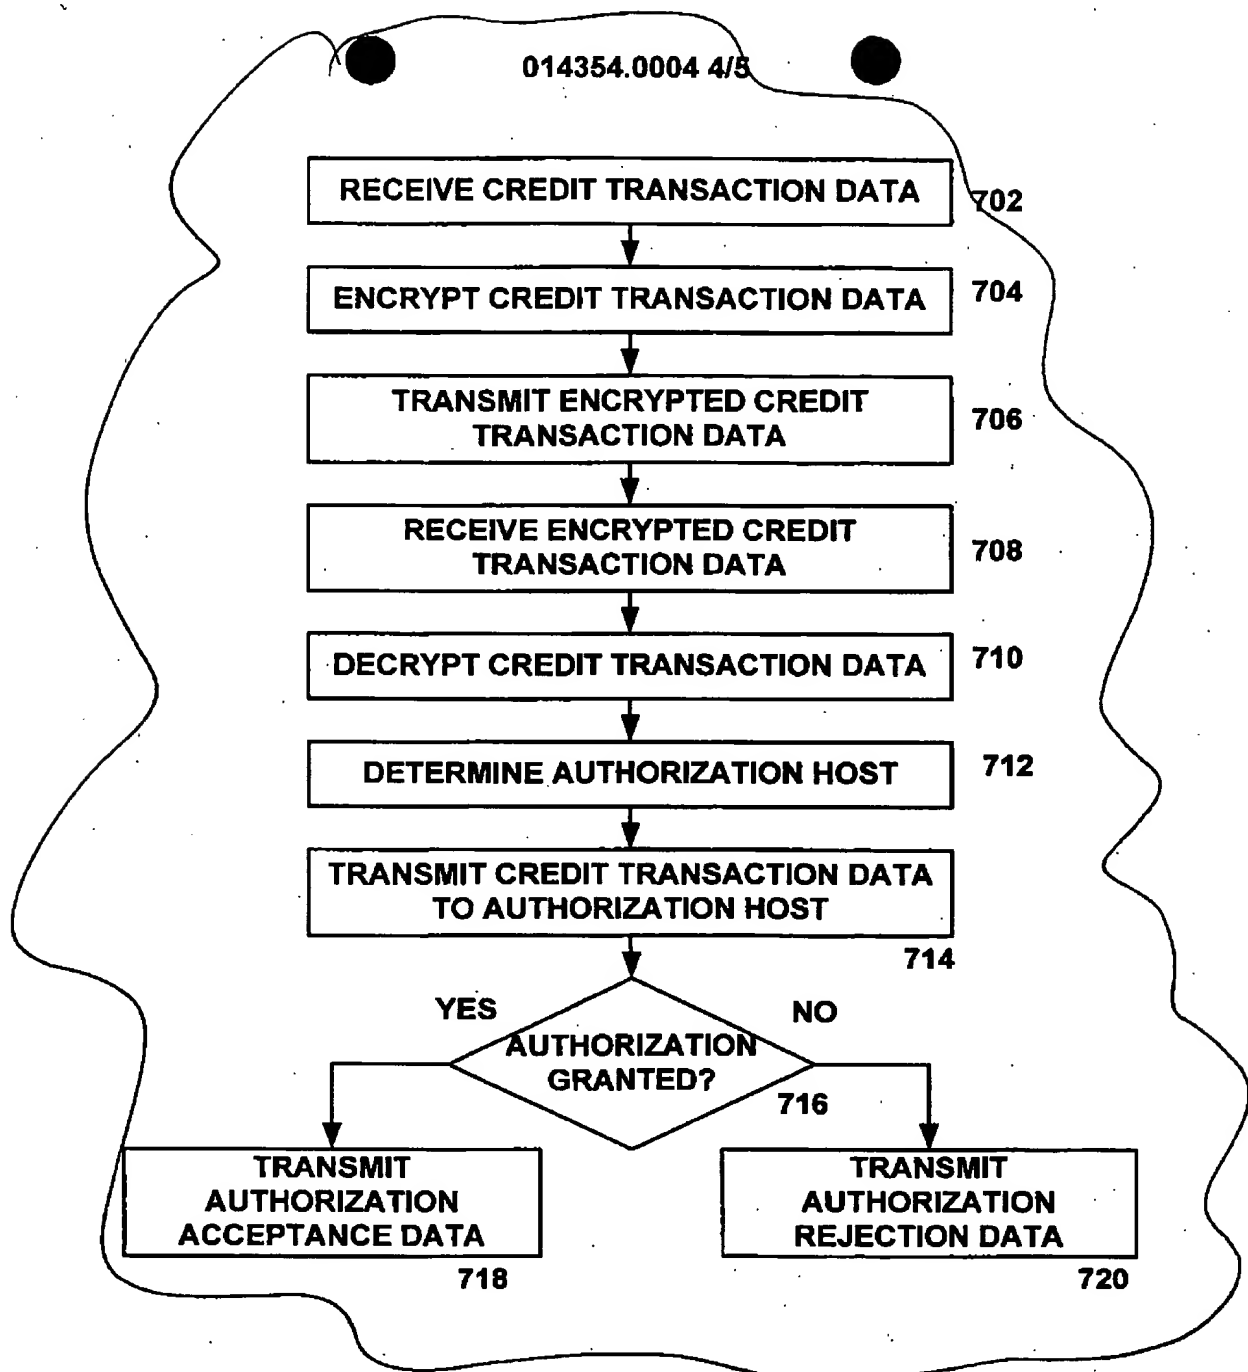 014354.0004 4/5
RECEIVE CREDIT TRANSACTION DATA
702
ENCRYPT CREDIT TRANSACTION DATA
704
TRANSMIT ENCRYPTED CREDIT
TRANSACTION DATA
706
RECEIVE ENCRYPTED CREDIT
TRANSACTION DATA
708
DECRYPT CREDIT TRANSACTION DATA
710
DETERMINE AUTHORIZATION HOST
712
TRANSMIT CREDIT TRANSACTION DATA
TO AUTHORIZATION HOST
714
YES
NO
AUTHORIZATION
GRANTED?
716
TRANSMIT
AUTHORIZATION
ACCEPTANCE DATA
718
TRANSMIT
AUTHORIZATION
REJECTION DATA
720